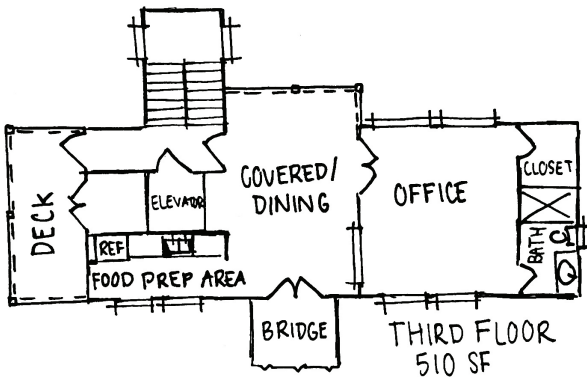 COVERED/
DINING
OFFICE
CLOSET
BATH
DECK
ELEVATOR
REF
FOOD PREP AREA
BRIDGE
THIRD FLOOR
510 SF